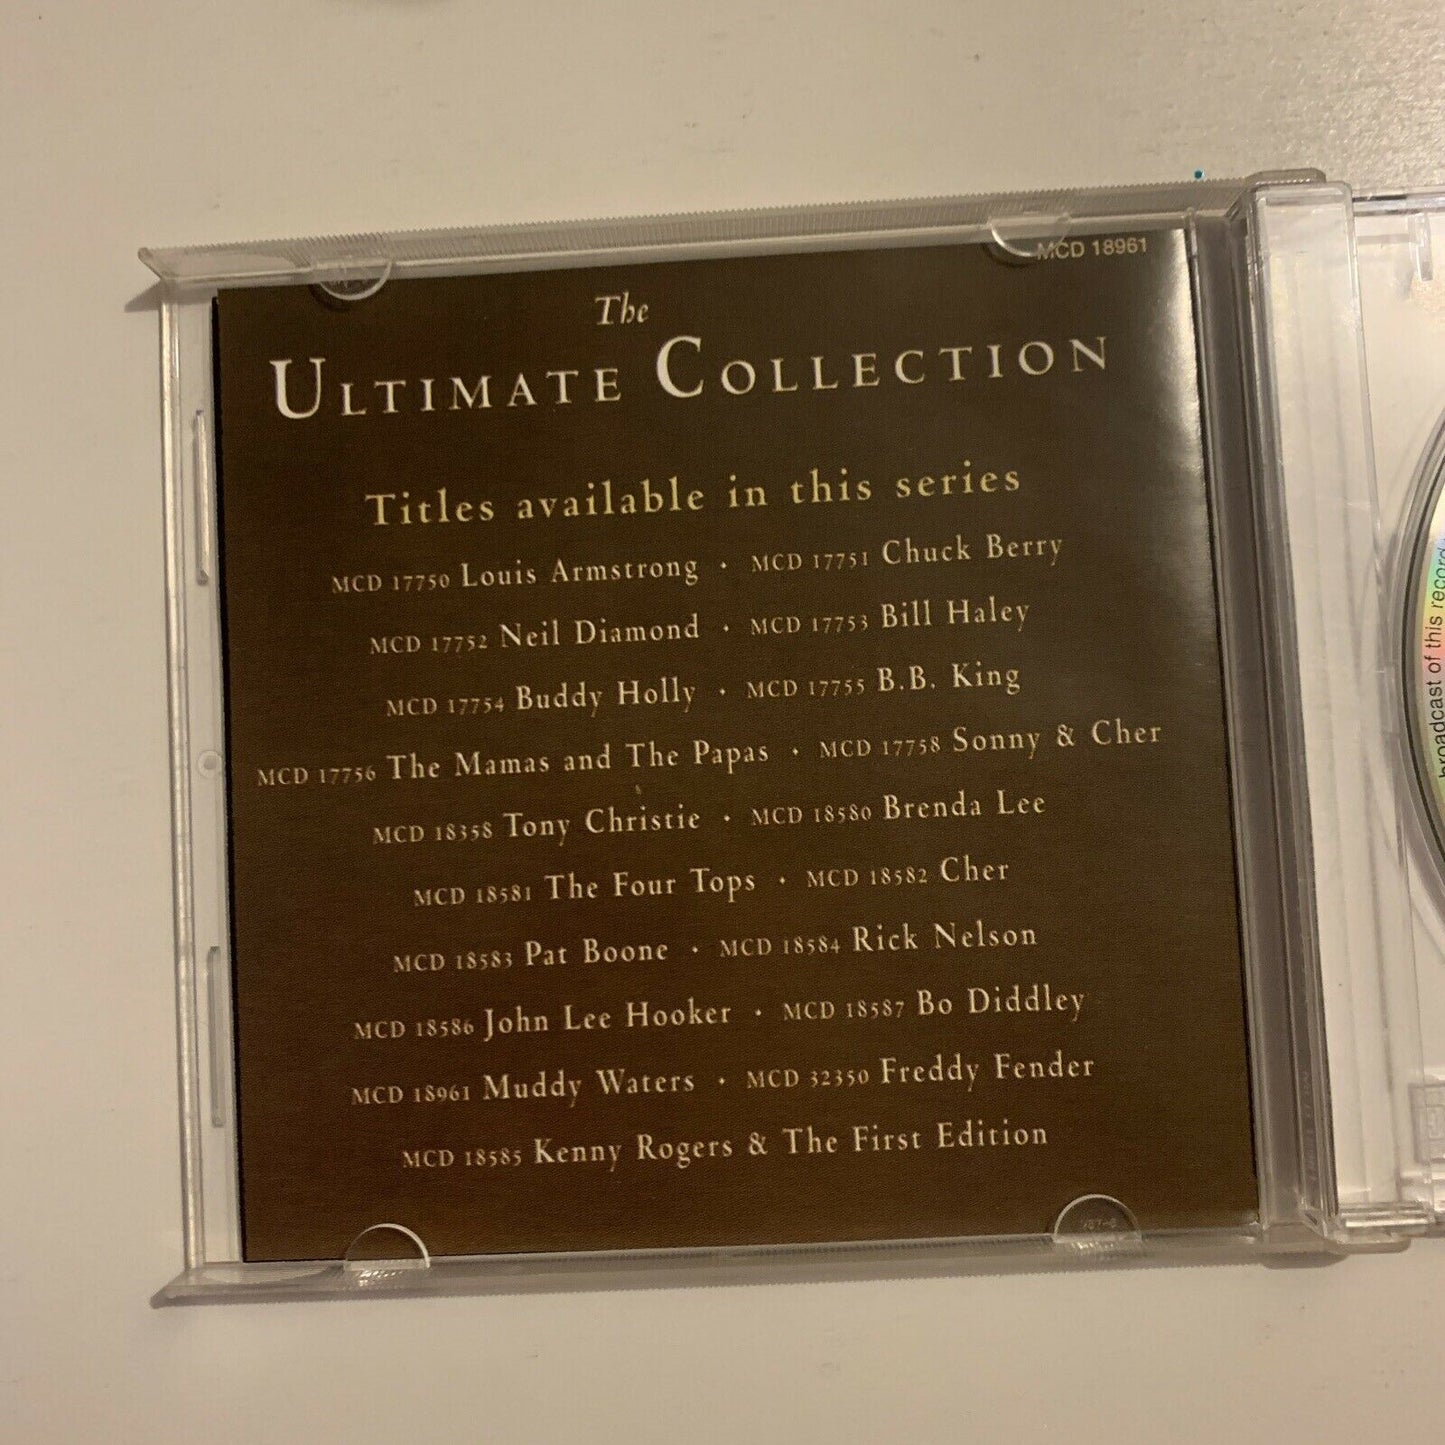 MCD 18961
The
ULTIMATE COLLECTION
Titles available in this series
MCD 17750 Louis Armstrong · MCD 17751 Chuck Berry
MCD 17752 Neil Diamond · MCD 17753 Bill Haley
MCD 17754 Buddy Holly · MCD 17755 B.B. King
MCD 17756 The Mamas and The Papas · MCD 17758 Sonny & Cher
MCD 18358 Tony Christie · MCD 18580 Brenda Lee
MCD 18581 The Four Tops · MCD 18582 Cher
MCD 18583 Pat Boone · MCD 18584 Rick Nelson
MCD 18586 John Lee Hooker · MCD 18587 Bo Diddley
MCD 18961 Muddy Waters · MCD 32350 Freddy Fender
MCD 18585 Kenny Rogers & The First Edition
broadcast of this record